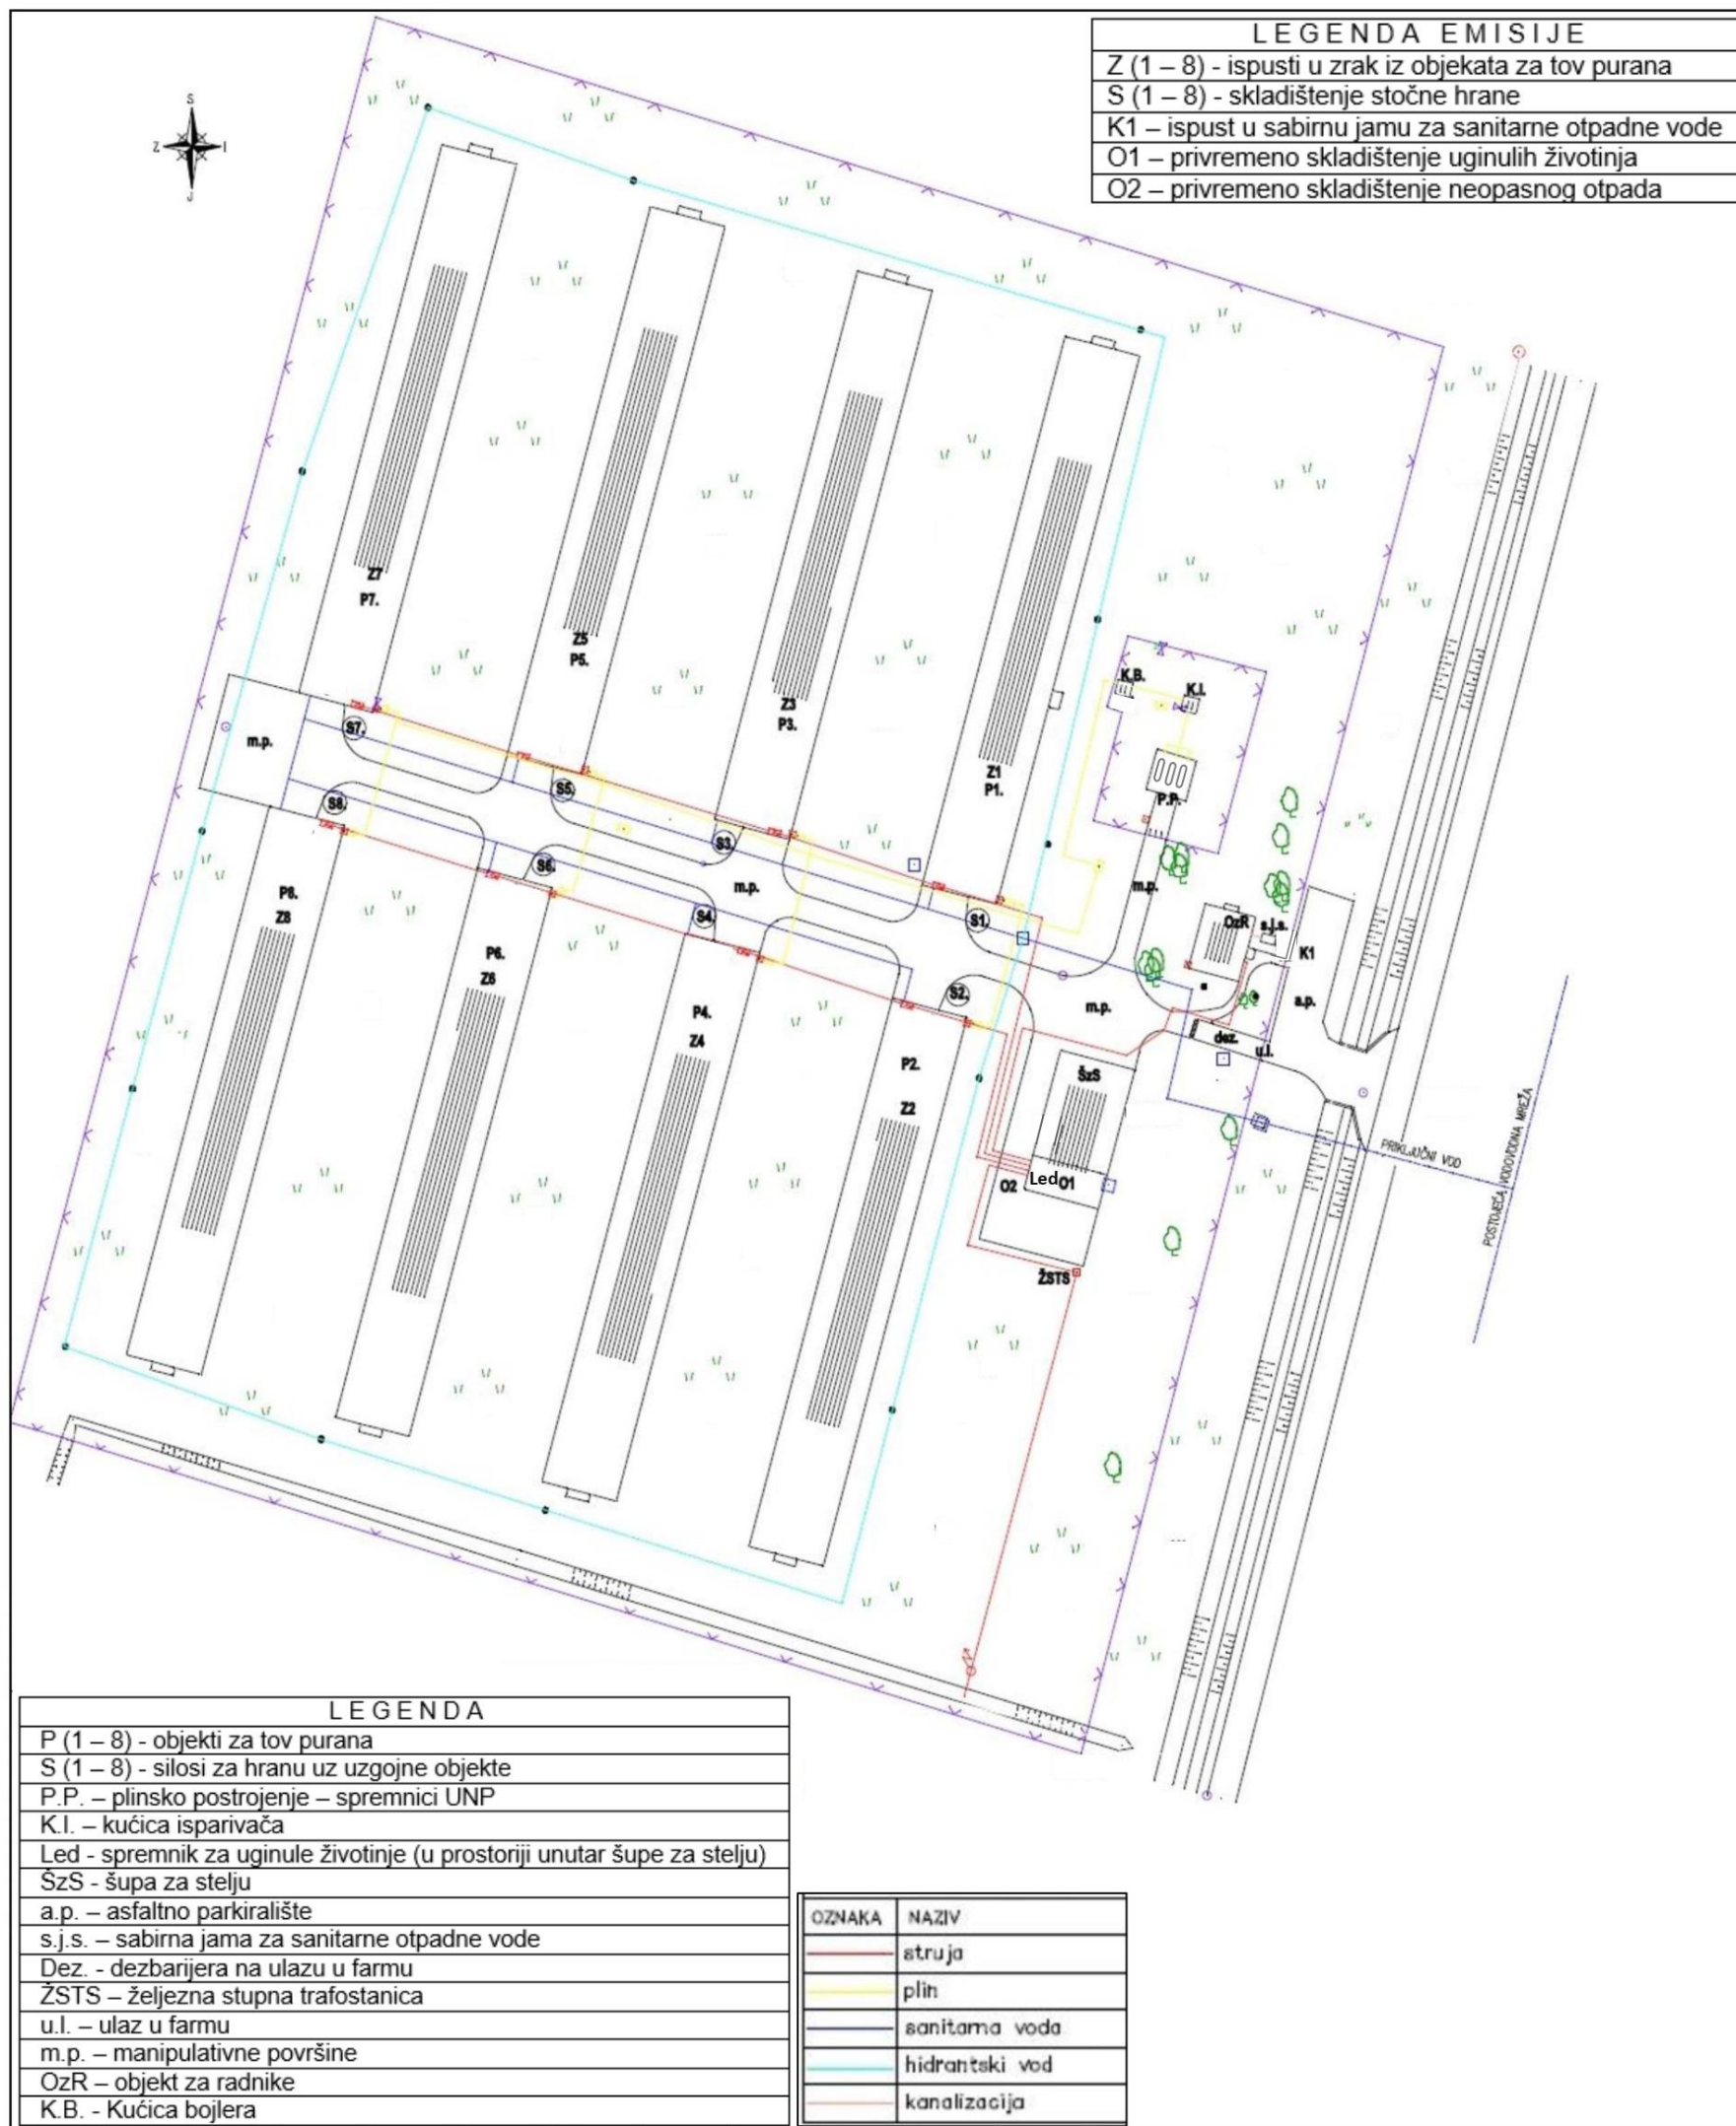 LEGENDA EMISIJE
Z (1 – 8) - ispusti u zrak iz objekata za tov purana
S (1 – 8) - skladištenje stočne hrane
K1 – ispust u sabirnu jamu za sanitarne otpadne vode
O1 – privremeno skladištenje uginulih životinja
O2 – privremeno skladištenje neopasnog otpada
S
Z I
J
Z7
P7.
Z5
P5.
Z3
P3.
Z1
P1.
K.B.
K.I.
P.P.
m.p.
S7.
S8.
S5.
S6.
S3.
S4.
m.p.
S1.
S2.
m.p.
m.p.
OzR
s.j.s.
K1
a.p.
dez.
u.l.
P8.
Z8
P6.
Z6
P4.
Z4
P2.
Z2
ŠzS
O2
Led
O1
ŽSTS
PRIKLJUČNI VOD
POSTOJEĆA VODOVODNA MREŽA
LEGENDA
P (1 – 8) - objekti za tov purana
S (1 – 8) - silosi za hranu uz uzgojne objekte
P.P. – plinsko postrojenje – spremnici UNP
K.I. – kućica isparivača
Led - spremnik za uginule životinje (u prostoriji unutar šupe za stelju)
ŠzS - šupa za stelju
a.p. – asfaltno parkiralište
s.j.s. – sabirna jama za sanitarne otpadne vode
Dez. - dezbarijera na ulazu u farmu
ŽSTS – željezna stupna trafostanica
u.l. – ulaz u farmu
m.p. – manipulativne površine
OzR – objekt za radnike
K.B. - Kućica bojlera
OZNAKA NAZIV
struja
plin
sanitarna voda
hidrantski vod
kanalizacija